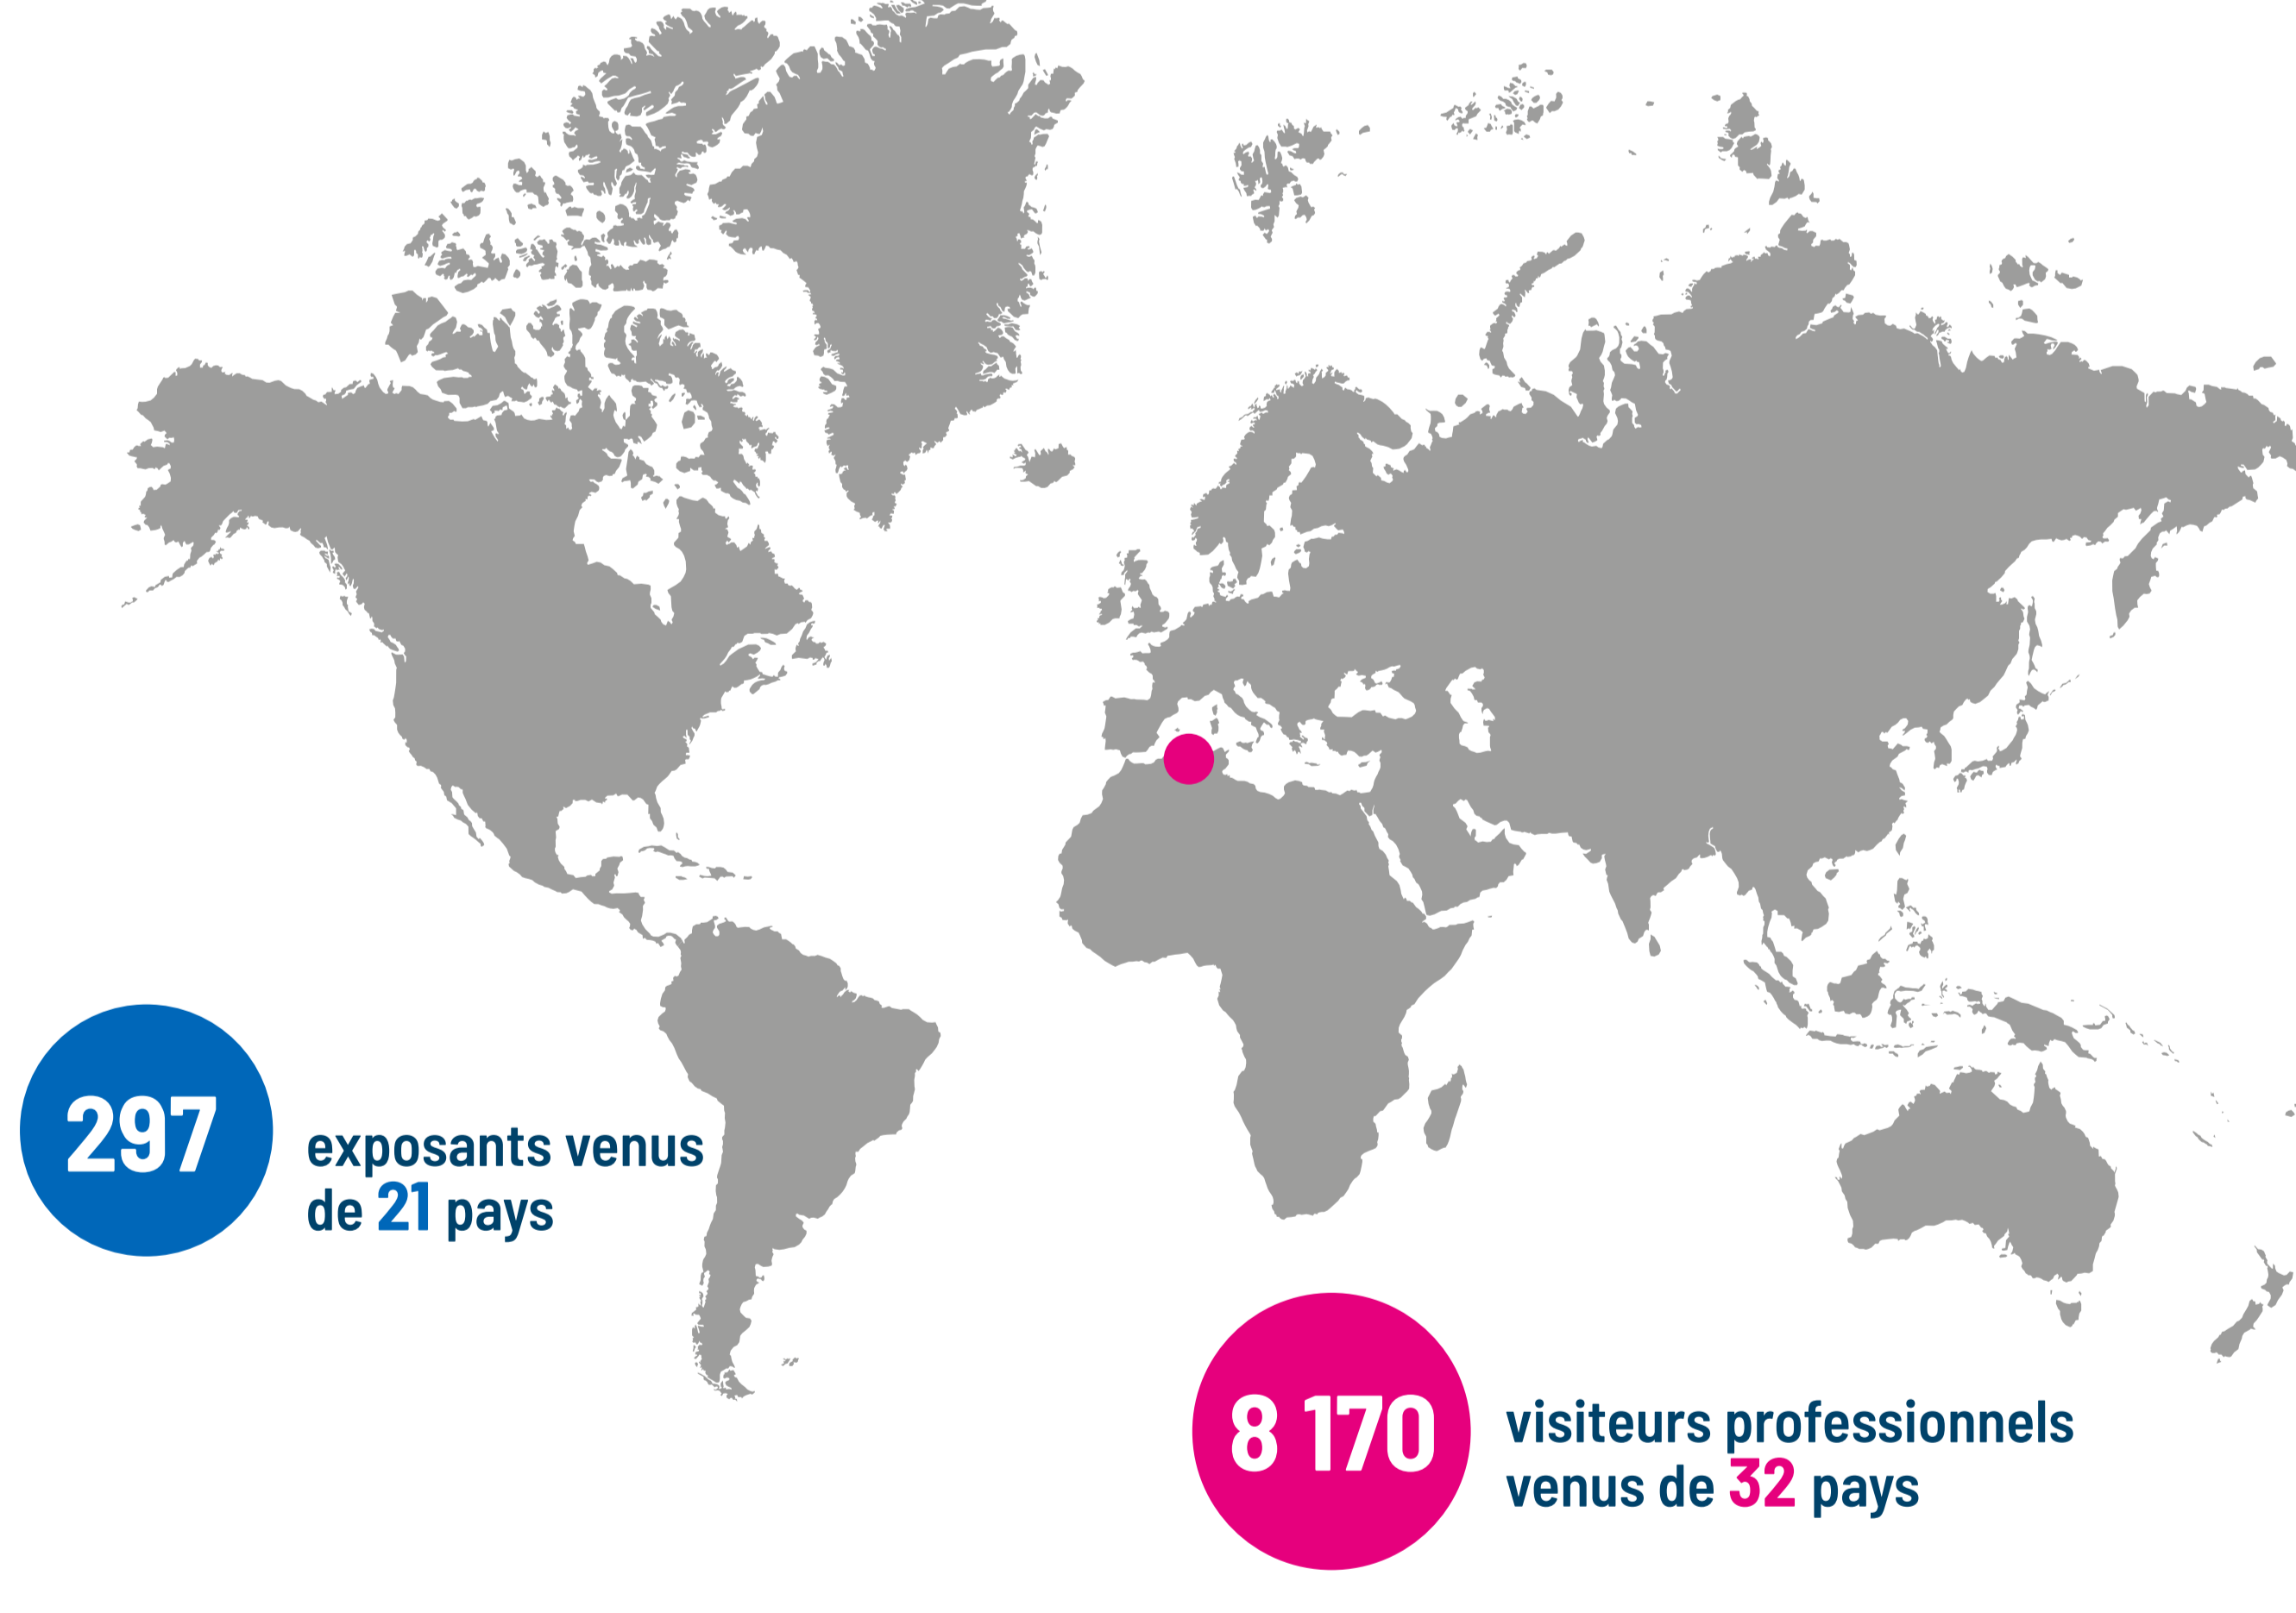 297
exposants venus
de 21 pays
8 170
visiteurs professionnels
venus de 32 pays